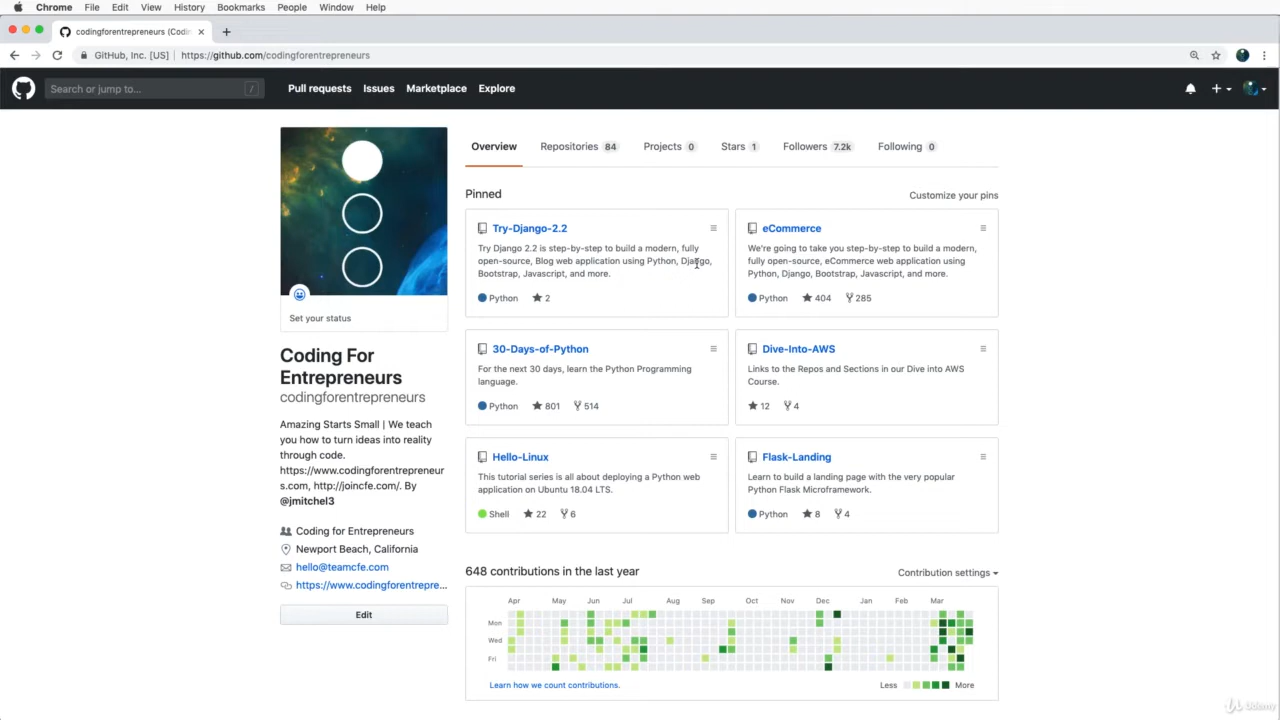 Chrome File Edit View History Bookmarks People Window Help
codingforentrepreneurs (Codin
GitHub, Inc. [US] https://github.com/codingforentrepreneurs
Search or jump to... / Pull requests Issues Marketplace Explore
Overview Repositories 84 Projects 0 Stars 1 Followers 7.2k Following 0
Pinned Customize your pins
Try-Django-2.2
Try Django 2.2 is step-by-step to build a modern, fully
open-source, Blog web application using Python, Django,
Bootstrap, Javascript, and more.
Python 2
eCommerce
We're going to take you step-by-step to build a modern,
fully open-source, eCommerce web application using
Python, Django, Bootstrap, Javascript, and more.
Python 404 285
30-Days-of-Python
For the next 30 days, learn the Python Programming
language.
Python 801 514
Dive-Into-AWS
Links to the Repos and Sections in our Dive into AWS
Course.
12 4
Hello-Linux
This tutorial series is all about deploying a Python web
application on Ubuntu 18.04 LTS.
Shell 22 6
Flask-Landing
Learn to build a landing page with the very popular
Python Flask Microframework.
Python 8 4
Set your status
Coding For
Entrepreneurs
codingforentrepreneurs
Amazing Starts Small | We teach
you how to turn ideas into reality
through code.
https://www.codingforentrepreneur
s.com, http://joincfe.com/. By
@jmitchel3
Coding for Entrepreneurs
Newport Beach, California
hello@teamcfe.com
https://www.codingforentrepre...
Edit
648 contributions in the last year Contribution settings
Apr May Jun Jul Aug Sep Oct Nov Dec Jan Feb Mar
Mon
Wed
Fri
Learn how we count contributions. Less More
Udemy